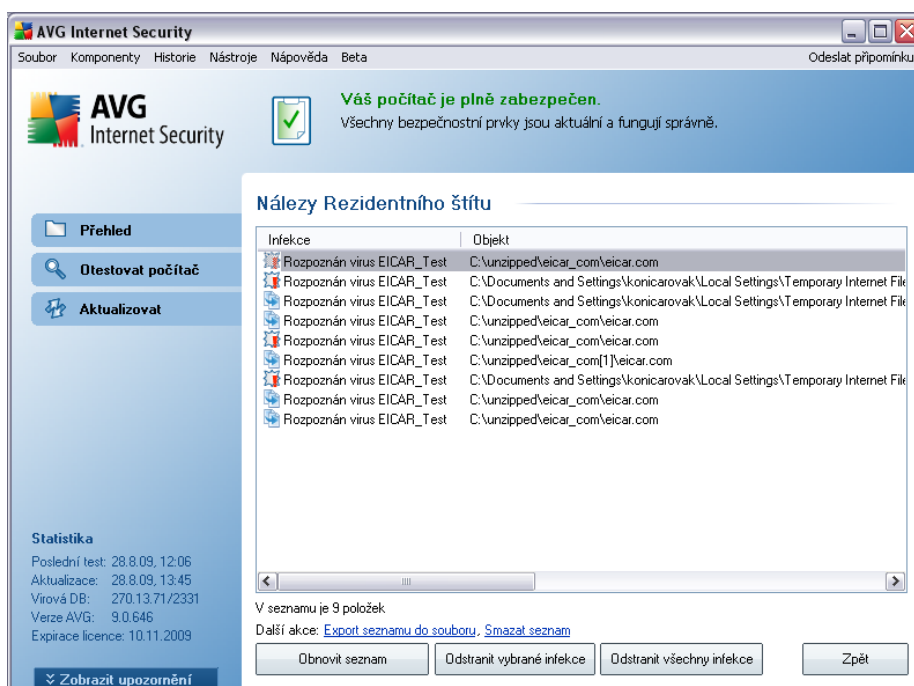 AVG Internet Security
Soubor Komponenty Historie Nástroje Nápověda Beta Odeslat připomínku
AVG
Internet Security
Váš počítač je plně zabezpečen.
Všechny bezpečnostní prvky jsou aktuální a fungují správně.
Přehled
Otestovat počítač
Aktualizovat
Nálezy Rezidentního štítu
Infekce Objekt
Rozpoznán virus EICAR_Test C:\unzipped\eicar_com\eicar.com
Rozpoznán virus EICAR_Test C:\Documents and Settings\konicarovak\Local Settings\Temporary Internet File
Rozpoznán virus EICAR_Test C:\Documents and Settings\konicarovak\Local Settings\Temporary Internet File
Rozpoznán virus EICAR_Test C:\unzipped\eicar_com\eicar.com
Rozpoznán virus EICAR_Test C:\unzipped\eicar_com\eicar.com
Rozpoznán virus EICAR_Test C:\unzipped\eicar_com[1]\eicar.com
Rozpoznán virus EICAR_Test C:\Documents and Settings\konicarovak\Local Settings\Temporary Internet File
Rozpoznán virus EICAR_Test C:\unzipped\eicar_com\eicar.com
Rozpoznán virus EICAR_Test C:\unzipped\eicar_com\eicar.com
V seznamu je 9 položek
Další akce: Export seznamu do souboru, Smazat seznam
Obnovit seznam Odstranit vybrané infekce Odstranit všechny infekce Zpět
Statistika
Poslední test: 28.8.09, 12:06
Aktualizace: 28.8.09, 13:45
Virová DB: 270.13.71/2331
Verze AVG: 9.0.646
Expirace licence: 10.11.2009
Zobrazit upozornění